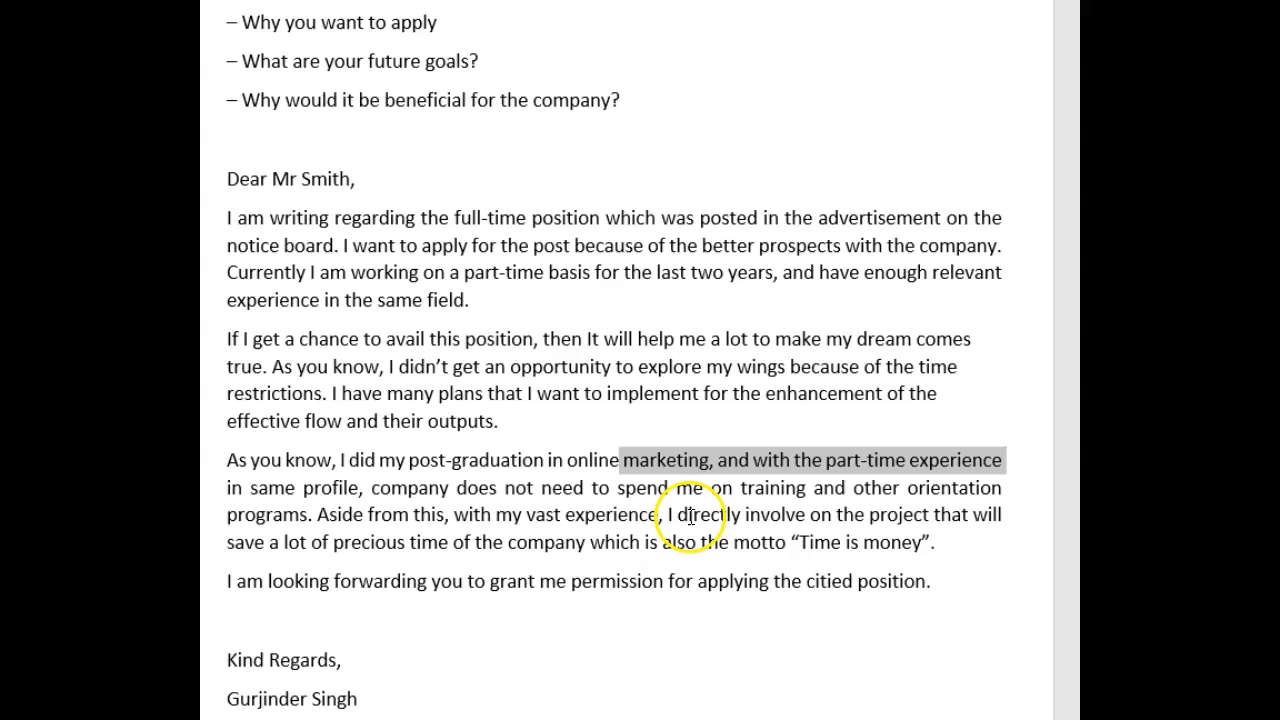 – Why you want to apply
– What are your future goals?
– Why would it be beneficial for the company?
Dear Mr Smith,
I am writing regarding the full-time position which was posted in the advertisement on the
notice board. I want to apply for the post because of the better prospects with the company.
Currently I am working on a part-time basis for the last two years, and have enough relevant
experience in the same field.
If I get a chance to avail this position, then It will help me a lot to make my dream comes
true. As you know, I didn’t get an opportunity to explore my wings because of the time
restrictions. I have many plans that I want to implement for the enhancement of the
effective flow and their outputs.
As you know, I did my post-graduation in online marketing, and with the part-time experience
in same profile, company does not need to spend me on training and other orientation
programs. Aside from this, with my vast experience, I directly involve on the project that will
save a lot of precious time of the company which is also the motto “Time is money”.
I am looking forwarding you to grant me permission for applying the citied position.
Kind Regards,
Gurjinder Singh